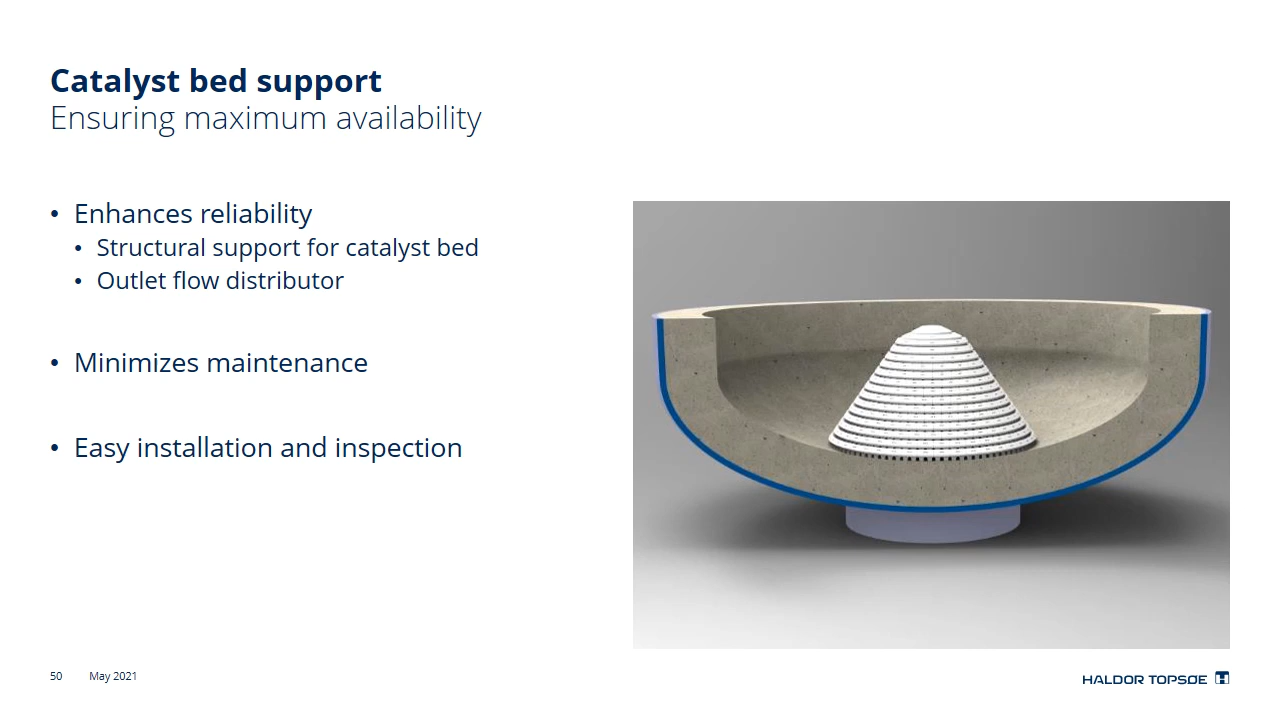 Catalyst bed support
Ensuring maximum availability
• Enhances reliability
• Structural support for catalyst bed
• Outlet flow distributor
• Minimizes maintenance
• Easy installation and inspection
50 May 2021
HALDOR TOPSØE